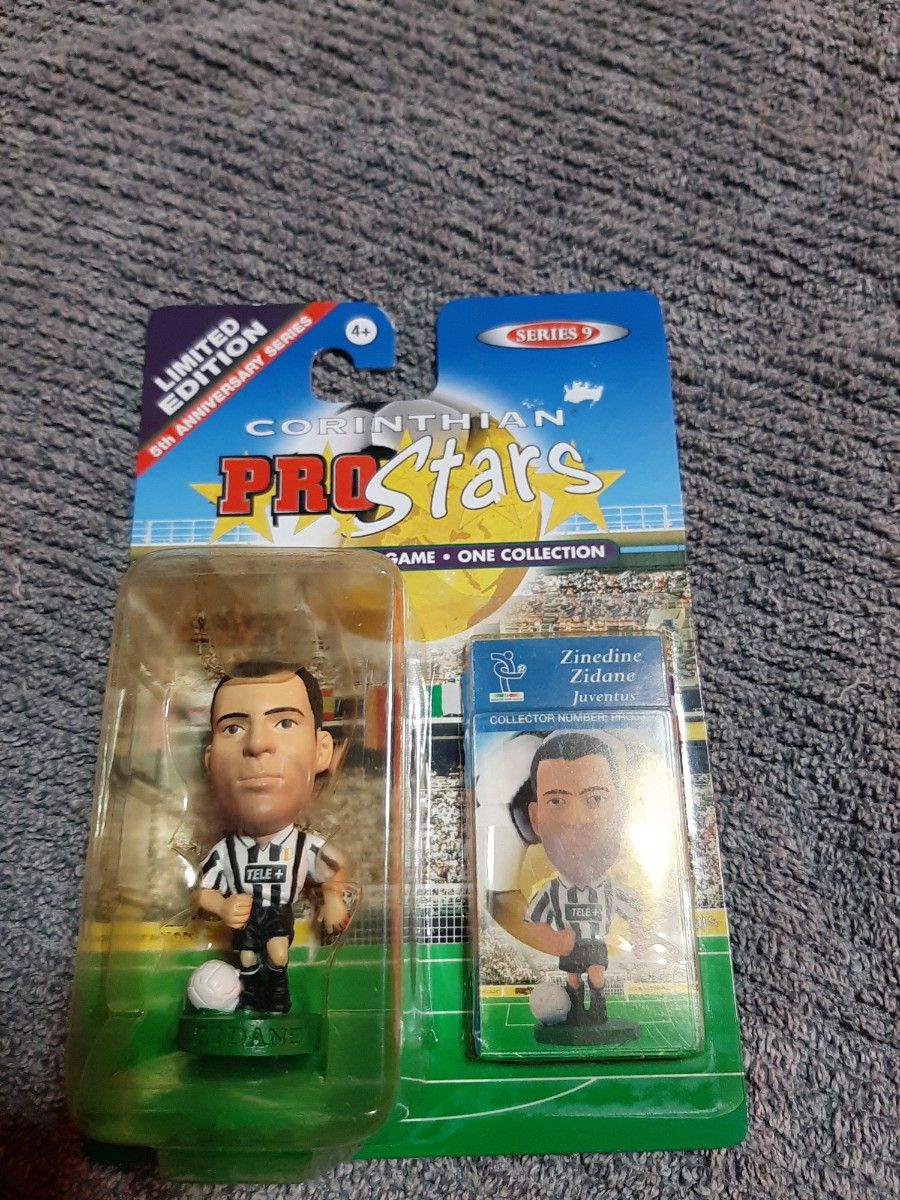 LIMITED
EDITION
5th ANNIVERSARY SERIES
4+
SERIES 9
CORINTHIAN
PROStars
GAME • ONE COLLECTION
Zinedine
Zidane
Juventus
COLLECTOR NUMBER:
TELE +
TELE+
ZIDANE